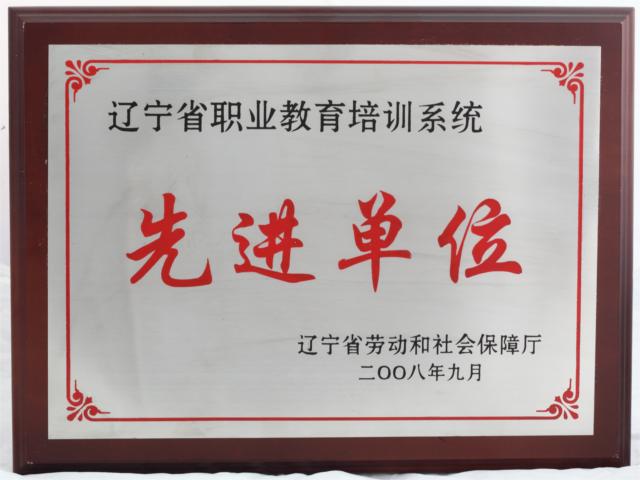 辽宁省职业教育培训系统
先进单位
辽宁省劳动和社会保障厅
二OO八年九月